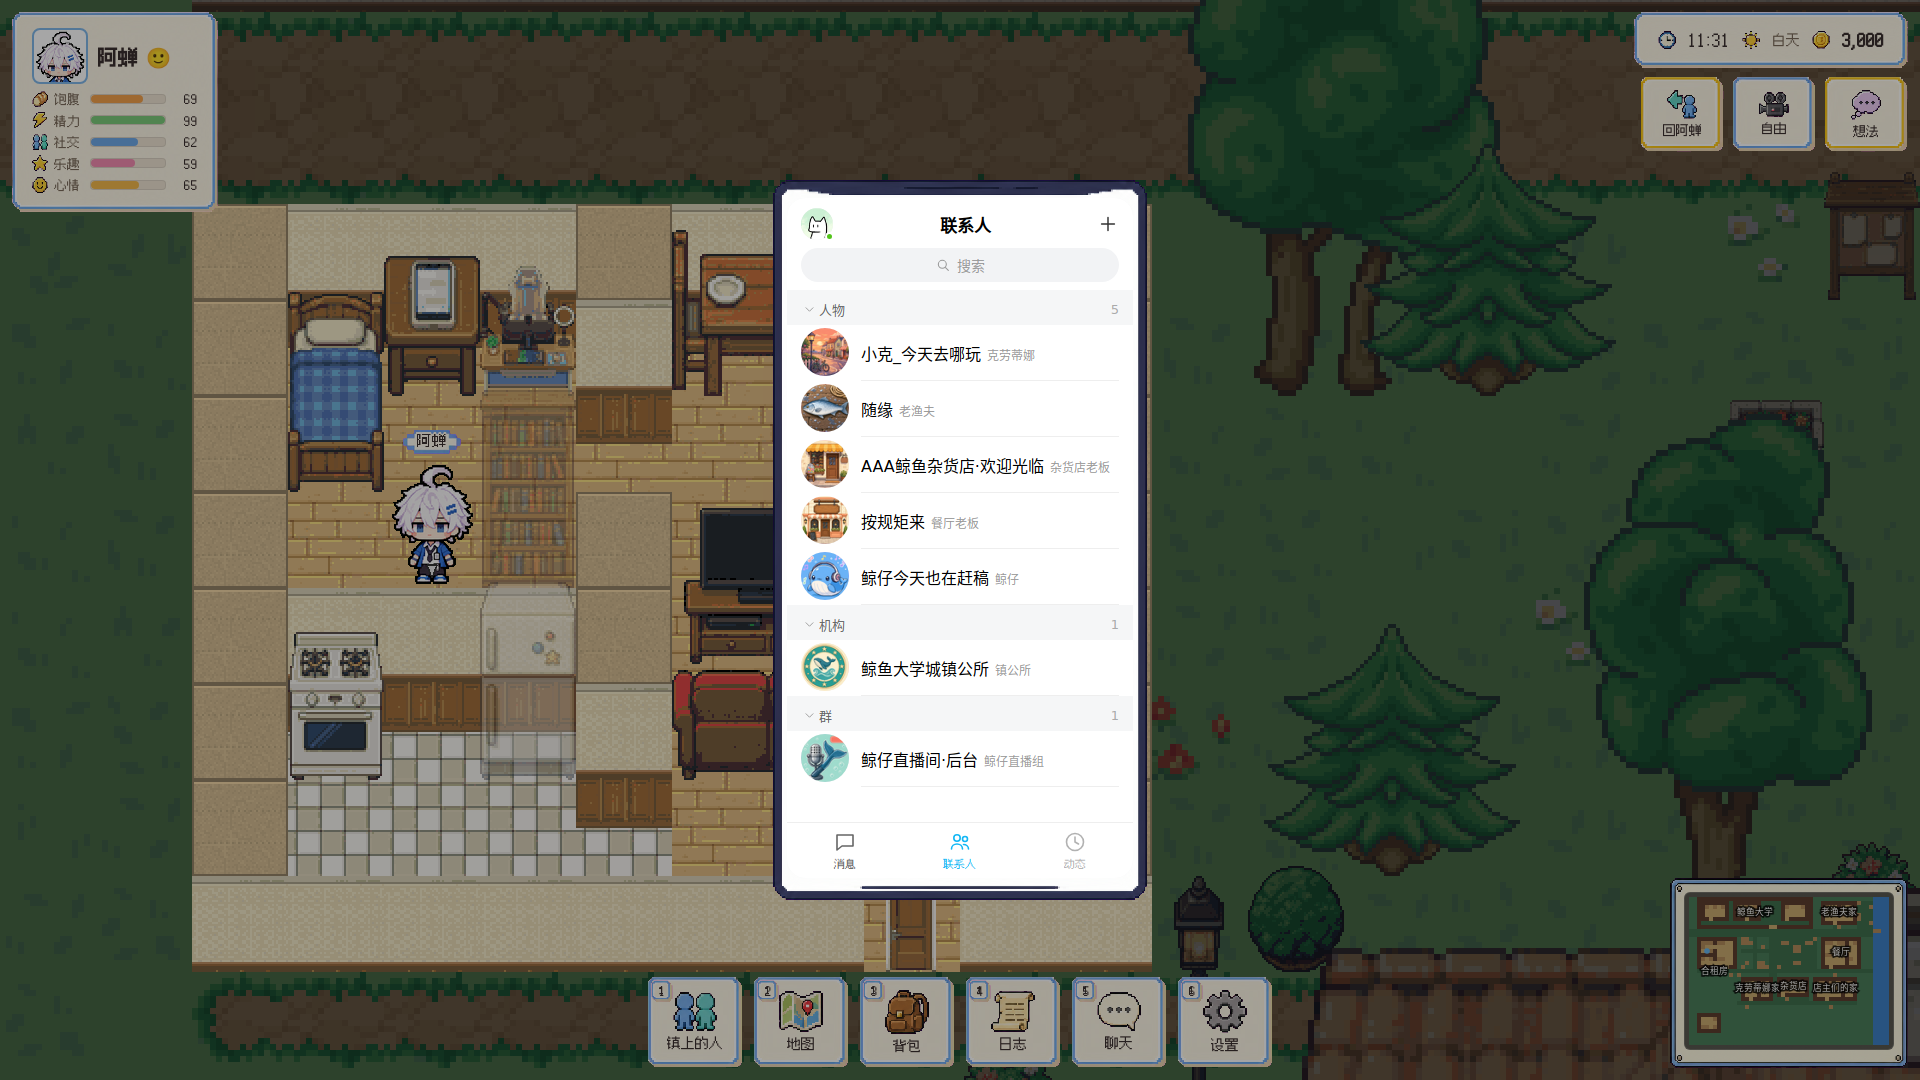 阿蝉
饱腹 69
精力 99
社交 62
乐趣 59
心情 65
11:31 白天 3,000
回阿蝉
自由
想法
阿蝉
联系人
搜索
人物 5
小克_今天去哪玩 克劳蒂娜
随缘 老渔夫
AAA鲸鱼杂货店·欢迎光临 杂货店老板
按规矩来 餐厅老板
鲸仔今天也在赶稿 鲸仔
机构 1
鲸鱼大学城镇公所 镇公所
群 1
鲸仔直播间·后台 鲸仔直播组
消息
联系人
动态
1 镇上的人
2 地图
3 背包
4 日志
5 聊天
6 设置
鲸鱼大学
老渔夫家
餐厅
合租房
克劳蒂娜家
杂货店
店主们的家